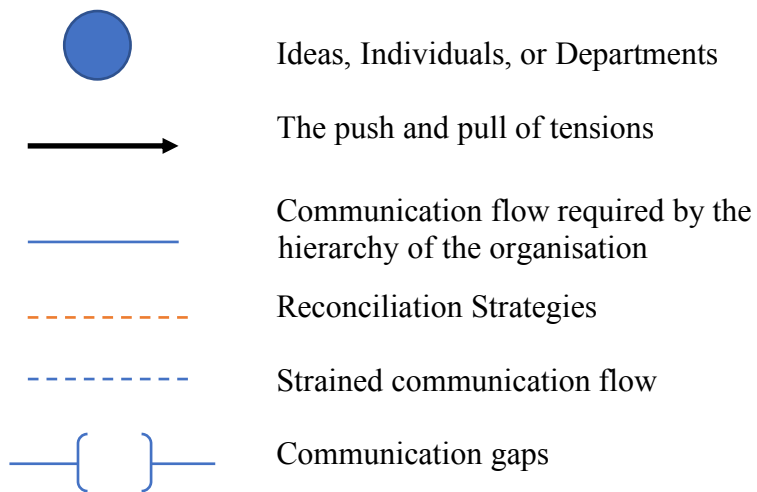 Ideas, Individuals, or Departments
The push and pull of tensions
Communication flow required by the
hierarchy of the organisation
Reconciliation Strategies
Strained communication flow
Communication gaps